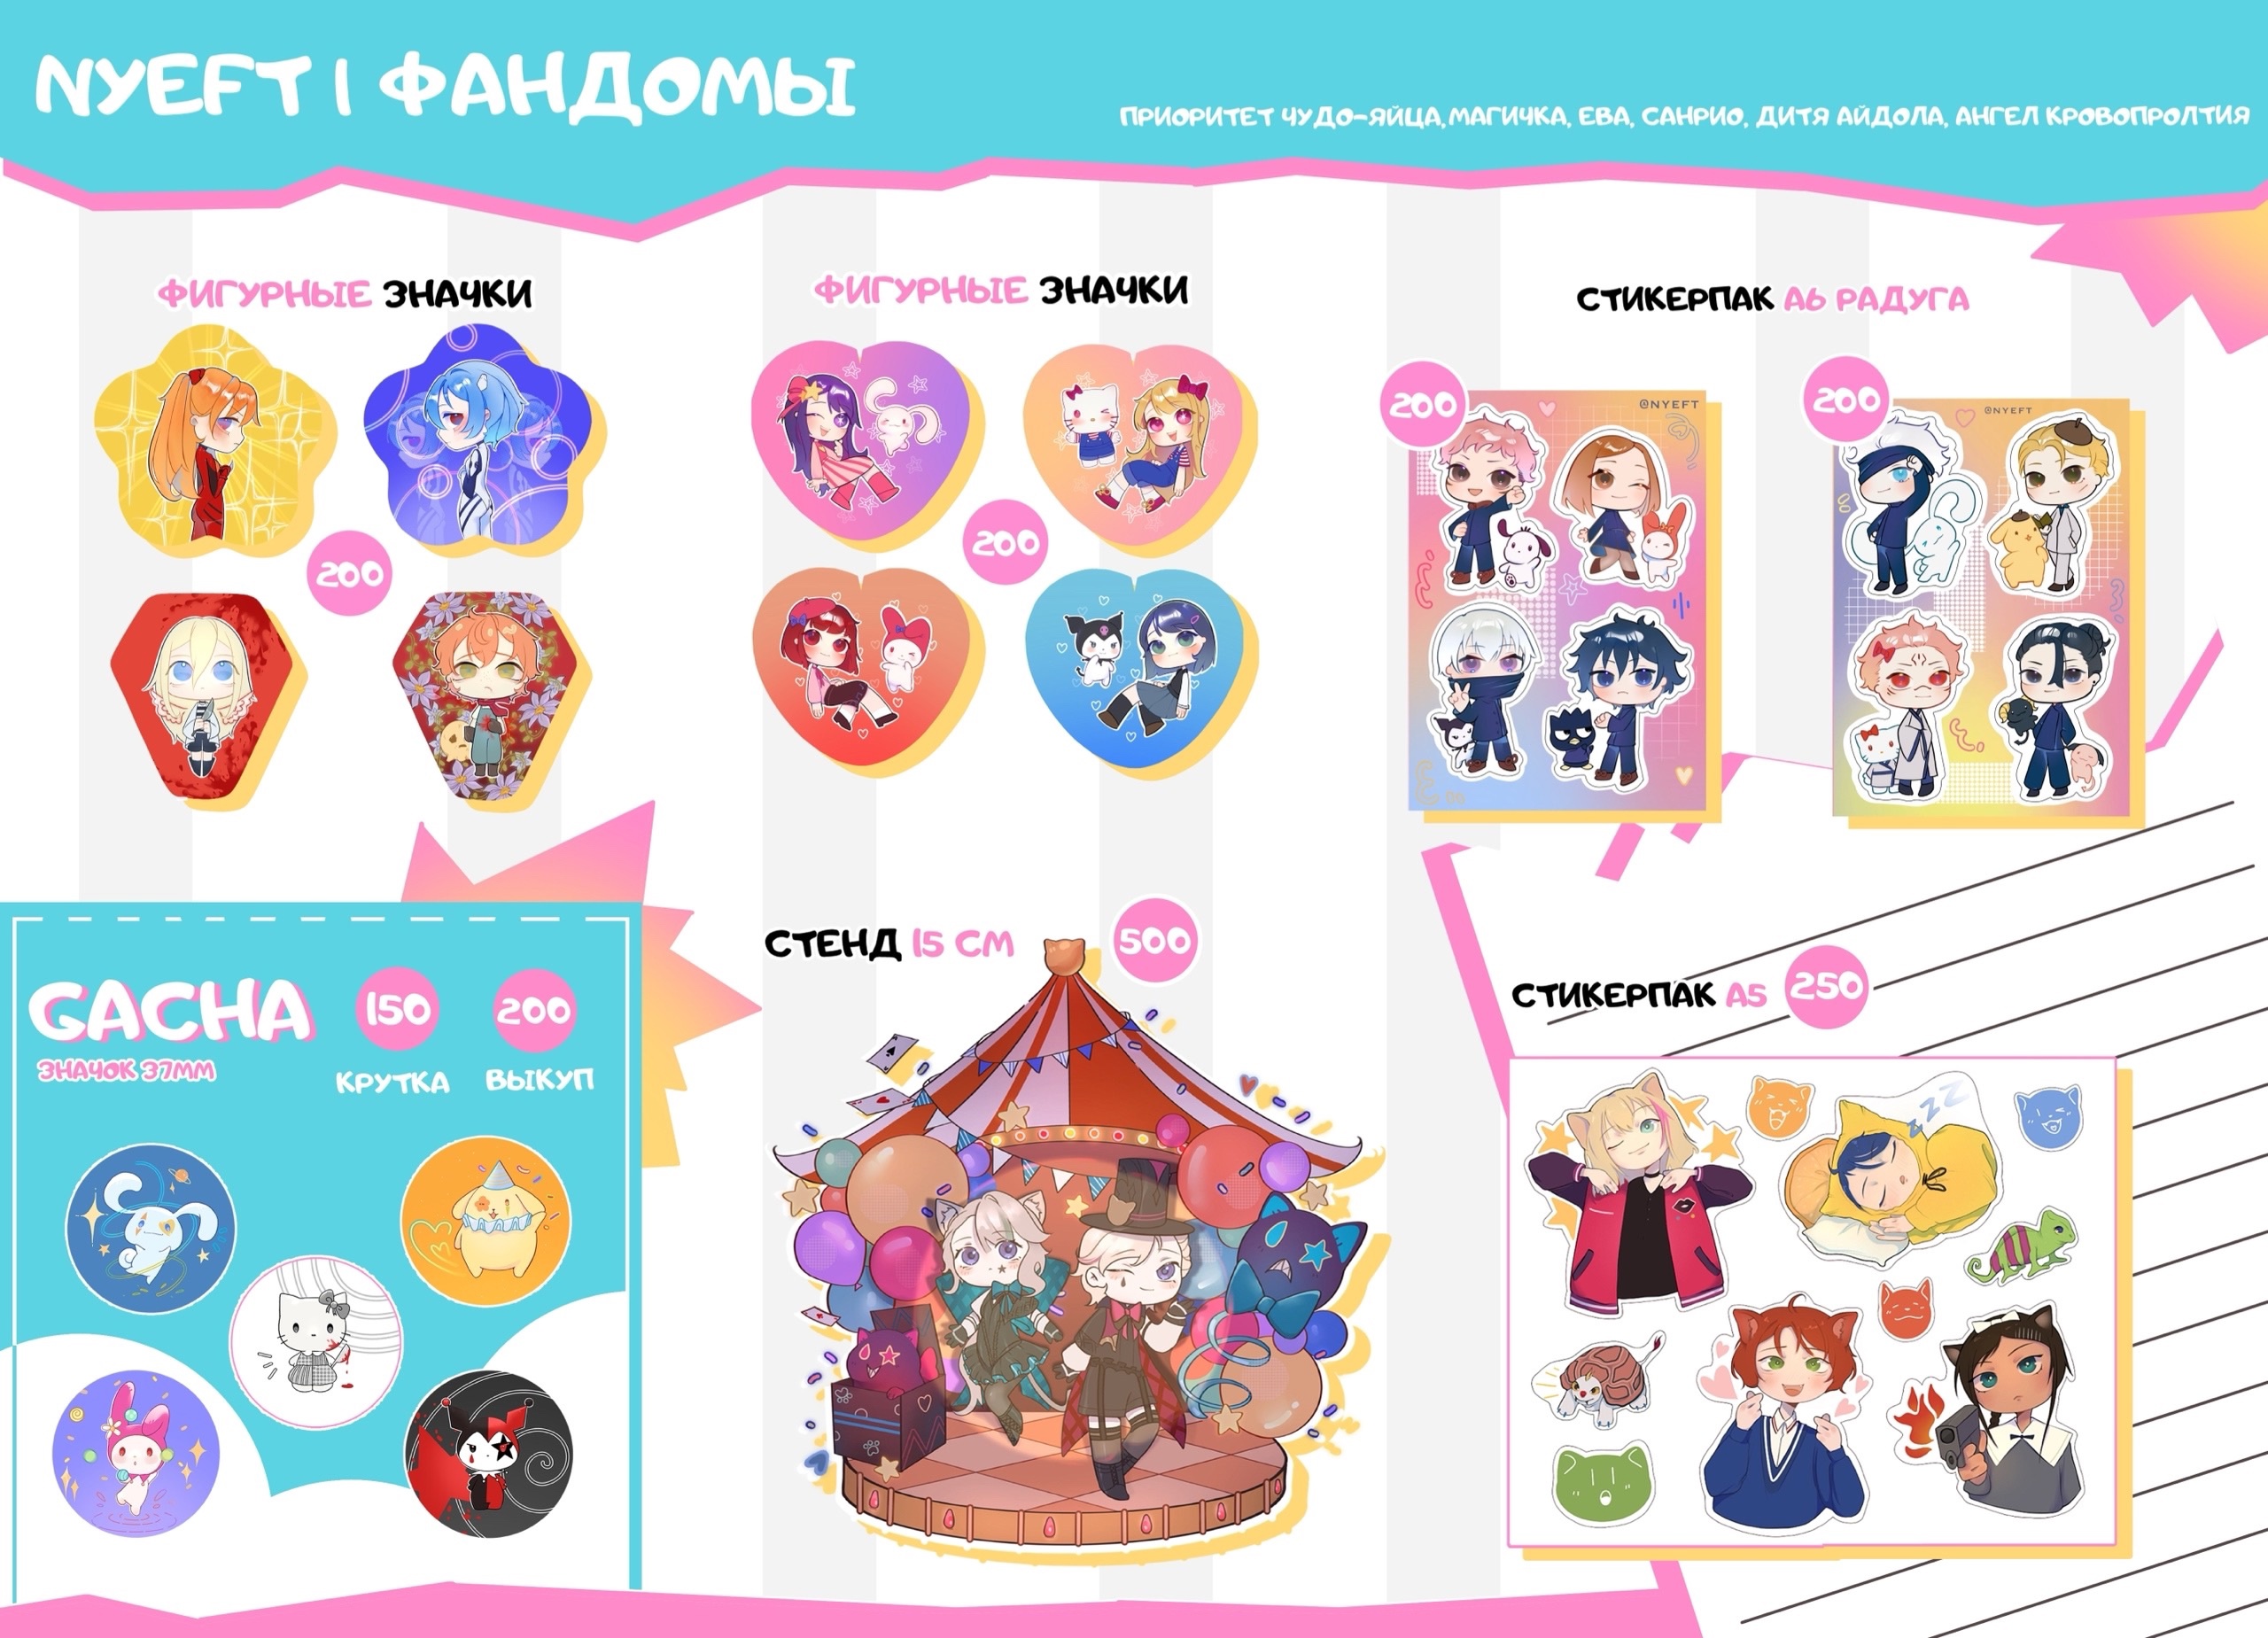 NYEFT | ФАНДОМЫ
ПРИОРИТЕТ ЧУДО-ЯЙЦА, МАГИЧКА, ЕВА, САНРИО, ДИТЯ АЙДОЛА, АНГЕЛ КРОВОПРОЛТИЯ
ФИГУРНЫЕ ЗНАЧКИ
200
ФИГУРНЫЕ ЗНАЧКИ
200
СТИКЕРПАК А6 РАДУГА
200
@NYEFT
200
@NYEFT
GACHA
ЗНАЧОК 37ММ
150
КРУТКА
200
ВЫКУП
СТЕНД 15 СМ
500
СТИКЕРПАК А5
250
ZZZ